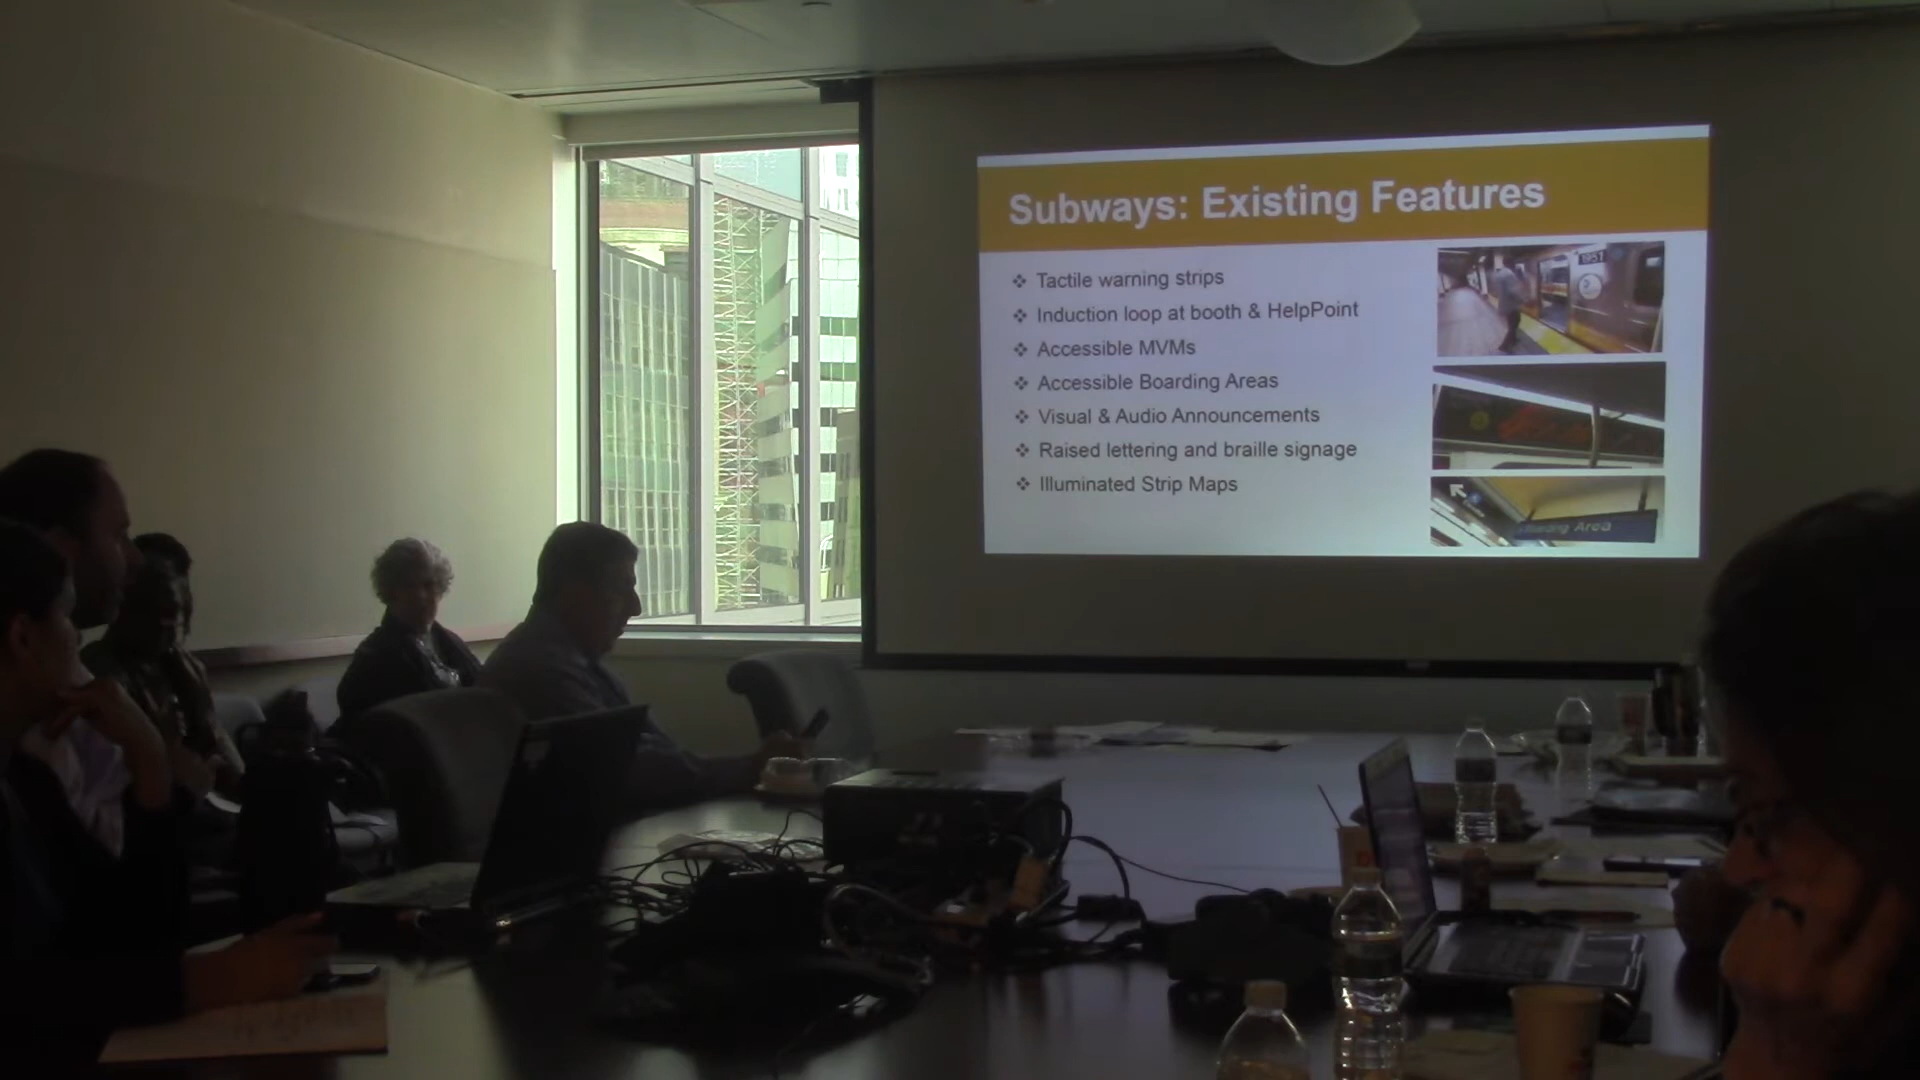 Subways: Existing Features
❖ Tactile warning strips
❖ Induction loop at booth & HelpPoint
❖ Accessible MVMs
❖ Accessible Boarding Areas
❖ Visual & Audio Announcements
❖ Raised lettering and braille signage
❖ Illuminated Strip Maps
1951
Boarding Area